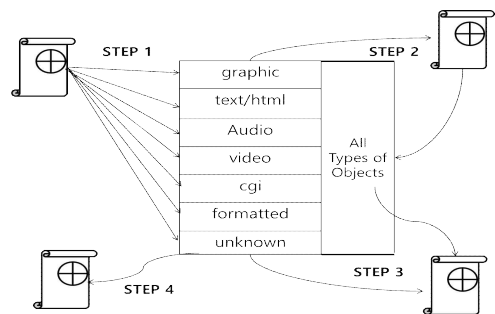 STEP 1
STEP 2
graphic
text/html
Audio
video
cgi
formatted
unknown
All
Types of
Objects
STEP 3
STEP 4